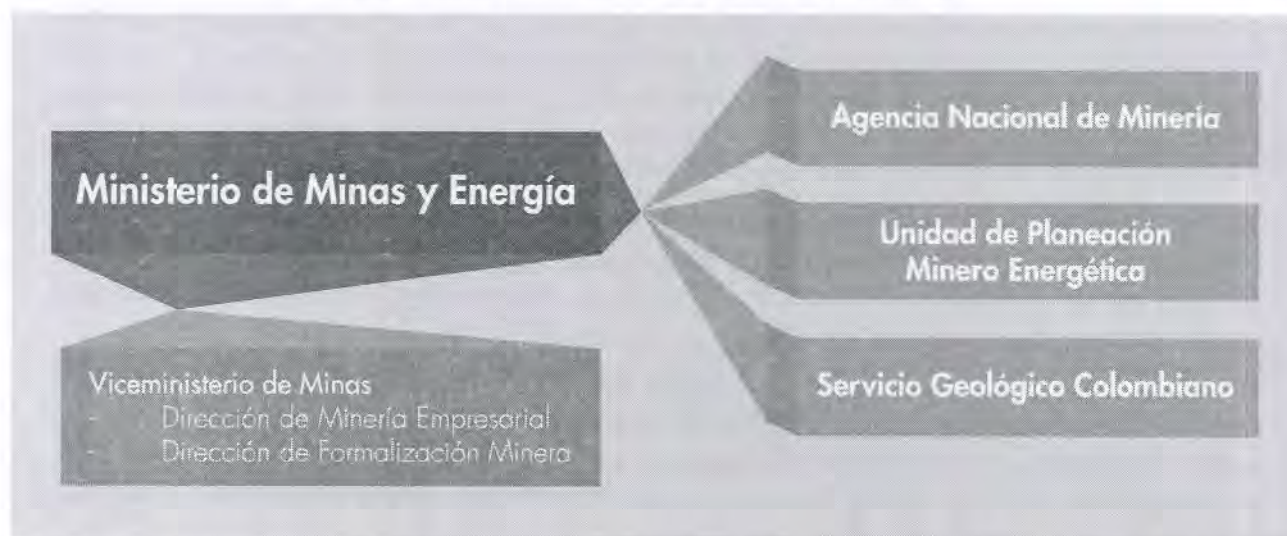 Ministerio de Minas y Energía
Viceministerio de Minas
- Dirección de Minería Empresarial
- Dirección de Formalización Minera
Agencia Nacional de Minería
Unidad de Planeación
Minero Energética
Servicio Geológico Colombiano